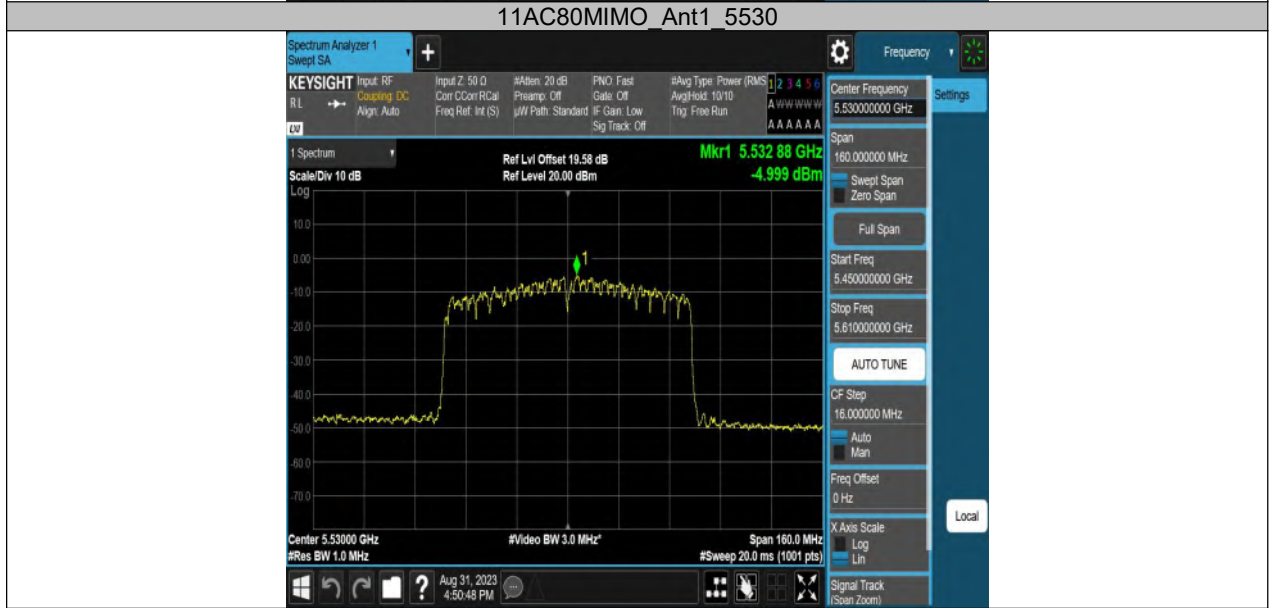 11AC80MIMO_Ant1_5530
Spectrum Analyzer 1
Swept SA
+
Frequency
KEYSIGHT
RL
LXI
Input: RF
Coupling: DC
Align: Auto
Input Z: 50 Ω
Corr CCorr RCal
Freq Ref: Int (S)
#Atten: 20 dB
Preamp: Off
µW Path: Standard
PNO: Fast
Gate: Off
IF Gain: Low
Sig Track: Off
#Avg Type: Power (RMS
Avg|Hold: 10/10
Trig: Free Run
1 2 3 4 5 6
A W W W W W
A A A A A A
1 Spectrum
Scale/Div 10 dB
Log
Ref Lvl Offset 19.58 dB
Ref Level 20.00 dBm
Mkr1 5.532 88 GHz
-4.999 dBm
10.0
0.00
-10.0
-20.0
-30.0
-40.0
-50.0
-60.0
-70.0
1
Center 5.53000 GHz
#Res BW 1.0 MHz
#Video BW 3.0 MHz*
Span 160.0 MHz
#Sweep 20.0 ms (1001 pts)
?
Aug 31, 2023
4:50:48 PM
Center Frequency
5.530000000 GHz
Settings
Span
160.000000 MHz
Swept Span
Zero Span
Full Span
Start Freq
5.450000000 GHz
Stop Freq
5.610000000 GHz
AUTO TUNE
CF Step
16.000000 MHz
Auto
Man
Freq Offset
0 Hz
X Axis Scale
Log
Lin
Local
Signal Track
(Span Zoom)